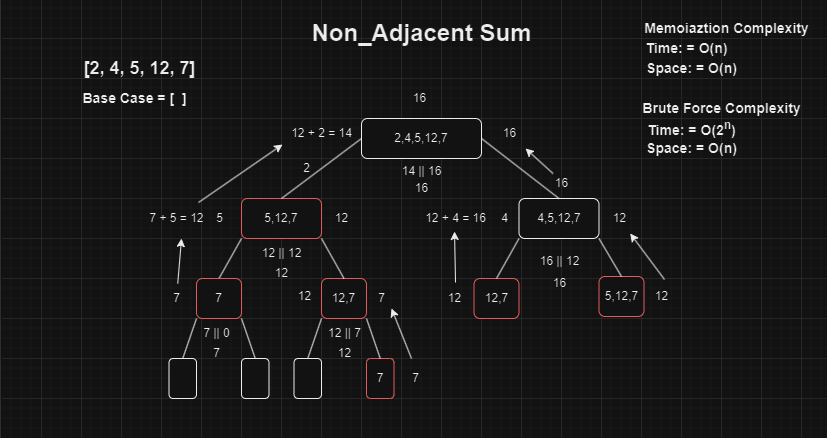 Non_Adjacent Sum
Memoiaztion Complexity
Time: = O(n)
Space: = O(n)
[2, 4, 5, 12, 7]
Base Case = [ ]
Brute Force Complexity
Time: = O(2^n)
Space: = O(n)
16
12 + 2 = 14
2,4,5,12,7
16
2
14 || 16
16
16
7 + 5 = 12
5
5,12,7
12
12 + 4 = 16
4
4,5,12,7
12
12 || 12
12
16 || 12
16
7
7
12
12,7
7
12
12,7
5,12,7
12
7 || 0
7
12 || 7
12
7
7